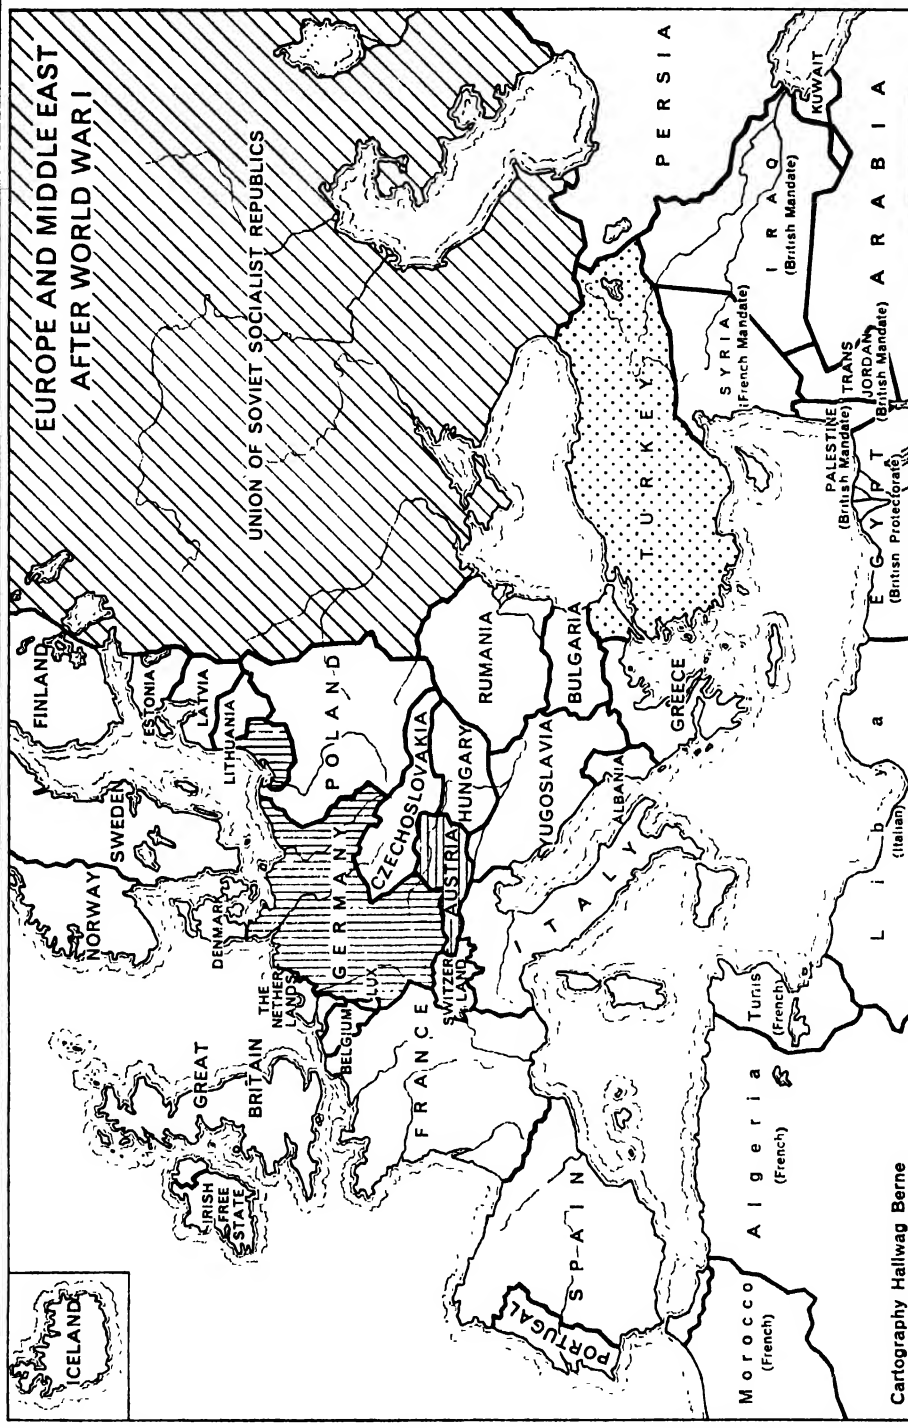 EUROPE AND MIDDLE EAST
AFTER WORLD WAR I
ICELAND
NORWAY
SWEDEN
FINLAND
ESTONIA
LATVIA
LITHUANIA
UNION OF SOVIET SOCIALIST REPUBLICS
IRISH
FREE
STATE
GREAT
BRITAIN
DENMARK
THE
NETHER
LANDS
BELGIUM
LUX
GERMANY
POLAND
CZECHOSLOVAKIA
FRANCE
SWITZER
LAND
AUSTRIA
HUNGARY
RUMANIA
PORTUGAL
SPAIN
ITALY
YUGOSLAVIA
ALBANIA
BULGARIA
GREECE
TURKEY
PERSIA
SYRIA
(French Mandate)
IRAQ
(British Mandate)
KUWAIT
Morocco
(French)
Algeria
(French)
Tunis
(French)
Libya
(Italian)
EGYPT
(British Protectorate)
PALESTINE
(British Mandate)
TRANS
JORDAN
(British Mandate)
ARABIA
Cartography Hallwag Berne